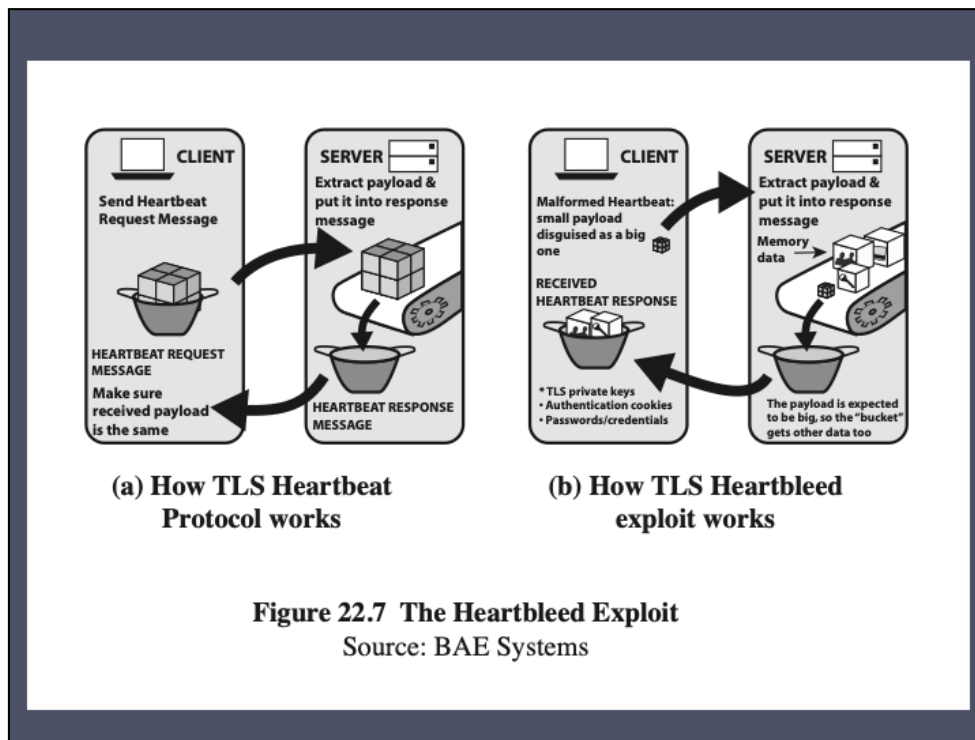 CLIENT
Send Heartbeat
Request Message
HEARTBEAT REQUEST
MESSAGE
Make sure
received payload
is the same
SERVER
Extract payload &
put it into response
message
HEARTBEAT RESPONSE
MESSAGE
(a) How TLS Heartbeat
Protocol works
CLIENT
Malformed Heartbeat:
small payload
disguised as a big
one
RECEIVED
HEARTBEAT RESPONSE
* TLS private keys
• Authentication cookies
• Passwords/credentials
SERVER
Extract payload &
put it into response
message
Memory
data
The payload is expected
to be big, so the "bucket"
gets other data too
(b) How TLS Heartbleed
exploit works
Figure 22.7 The Heartbleed Exploit
Source: BAE Systems